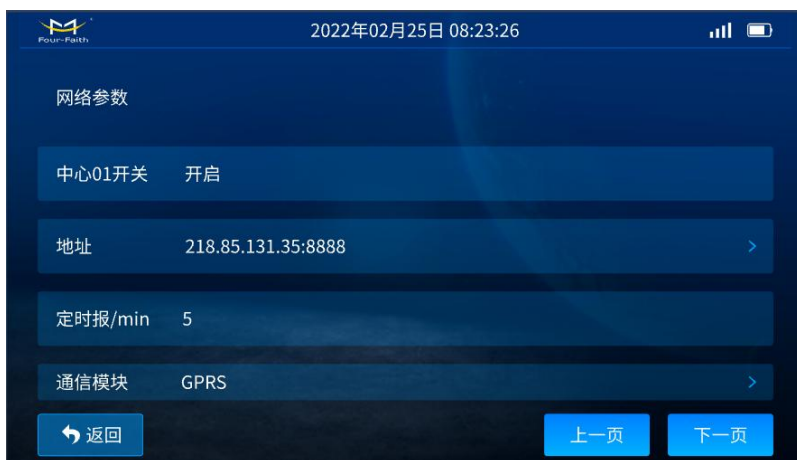 Four-Faith
2022年02月25日 08:23:26
网络参数
中心01开关 开启
地址 218.85.131.35:8888
定时报/min 5
通信模块 GPRS
返回 上一页 下一页